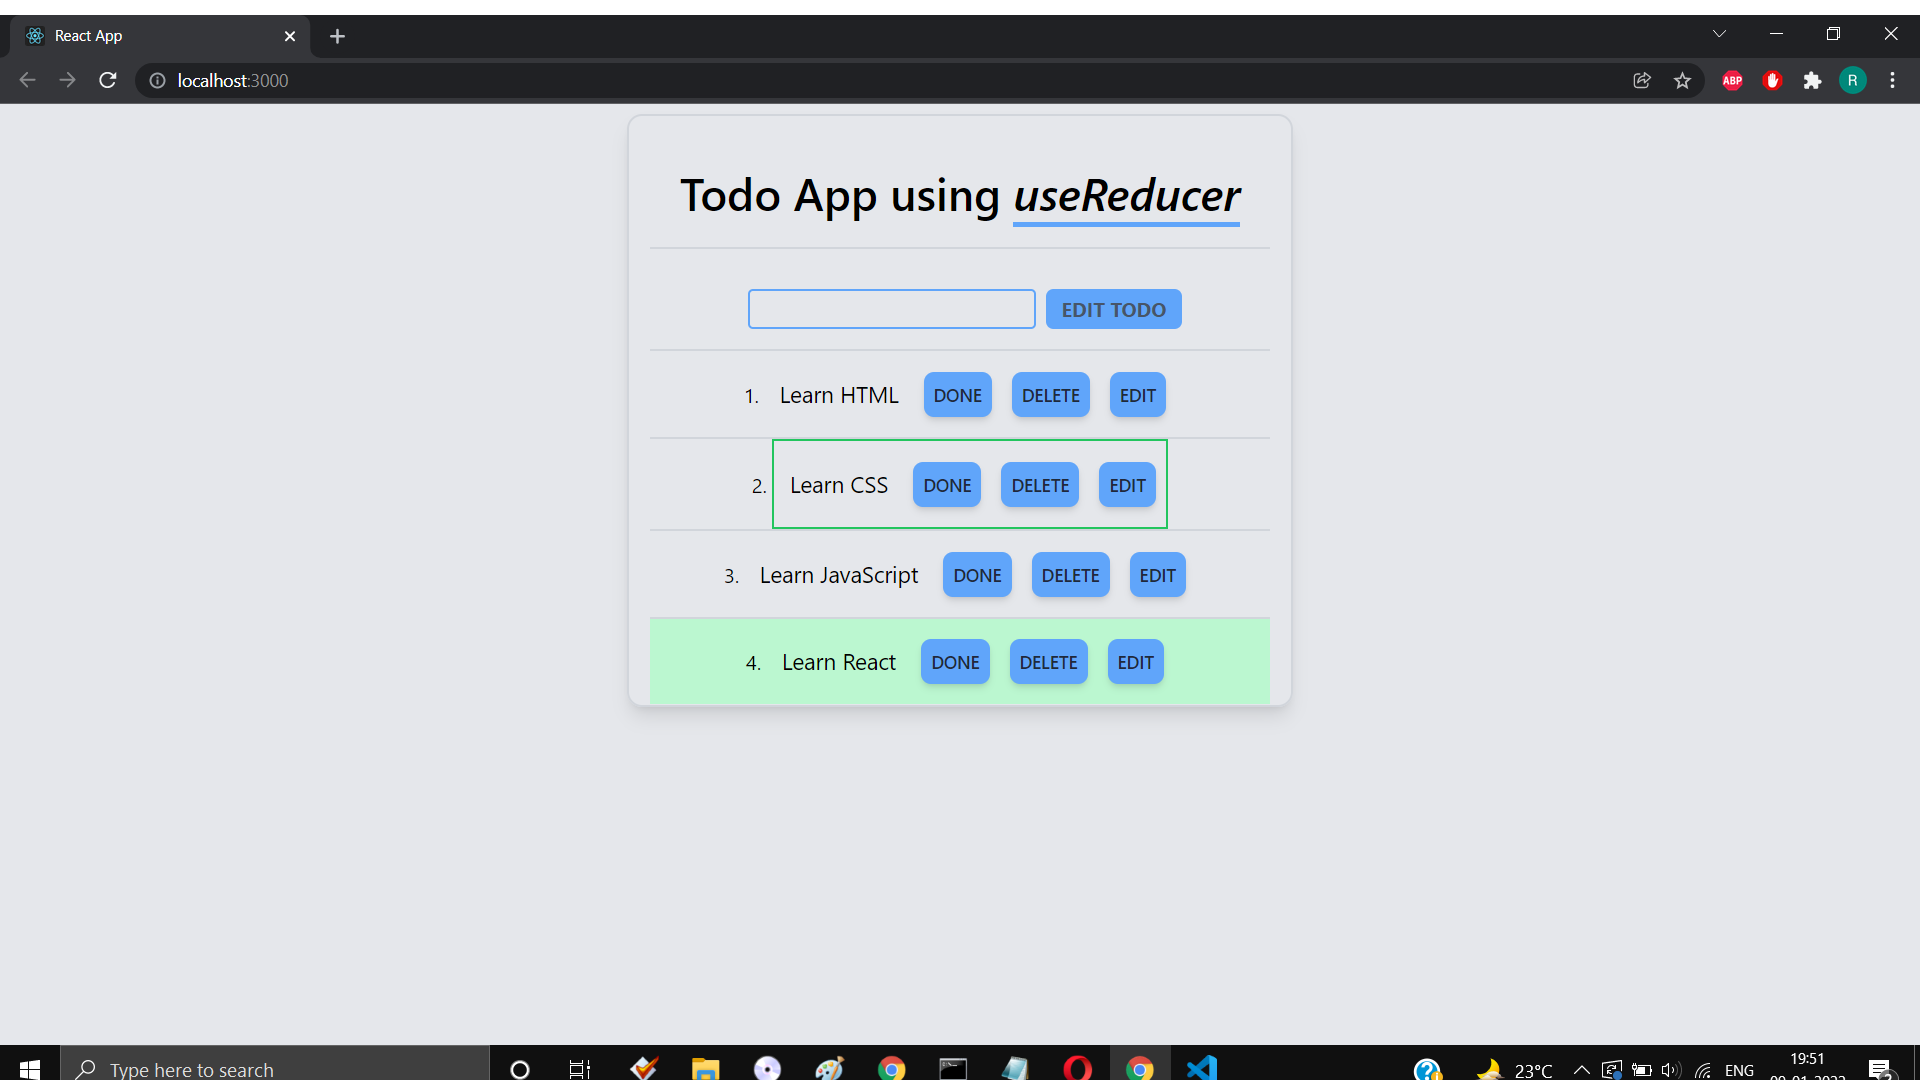 React App
localhost:3000
ABP
R
Todo App using useReducer
EDIT TODO
1. Learn HTML DONE DELETE EDIT
2. Learn CSS DONE DELETE EDIT
3. Learn JavaScript DONE DELETE EDIT
4. Learn React DONE DELETE EDIT
Type here to search
23°C
ENG
19:51